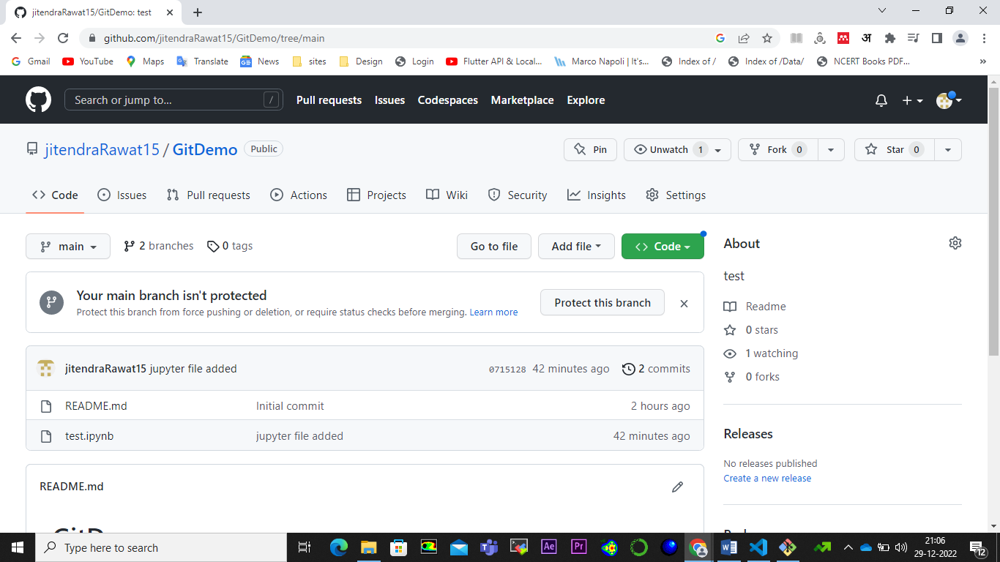 jitendraRawat15/GitDemo: test
github.com/jitendraRawat15/GitDemo/tree/main
Gmail YouTube Maps Translate News sites Design Login Flutter API & Local... Marco Napoli | It's... Index of / Index of /Data/ NCERT Books PDF... »
Search or jump to... / Pull requests Issues Codespaces Marketplace Explore
jitendraRawat15 / GitDemo Public Pin Unwatch 1 Fork 0 Star 0
Code Issues Pull requests Actions Projects Wiki Security Insights Settings
main 2 branches 0 tags Go to file Add file Code
Your main branch isn't protected
Protect this branch from force pushing or deletion, or require status checks before merging. Learn more
Protect this branch
jitendraRawat15 jupyter file added 0715128 42 minutes ago 2 commits
README.md Initial commit 2 hours ago
test.ipynb jupyter file added 42 minutes ago
README.md
About
test
Readme
0 stars
1 watching
0 forks
Releases
No releases published
Create a new release
Type here to search
Ae Pr
21:06
29-12-2022
12